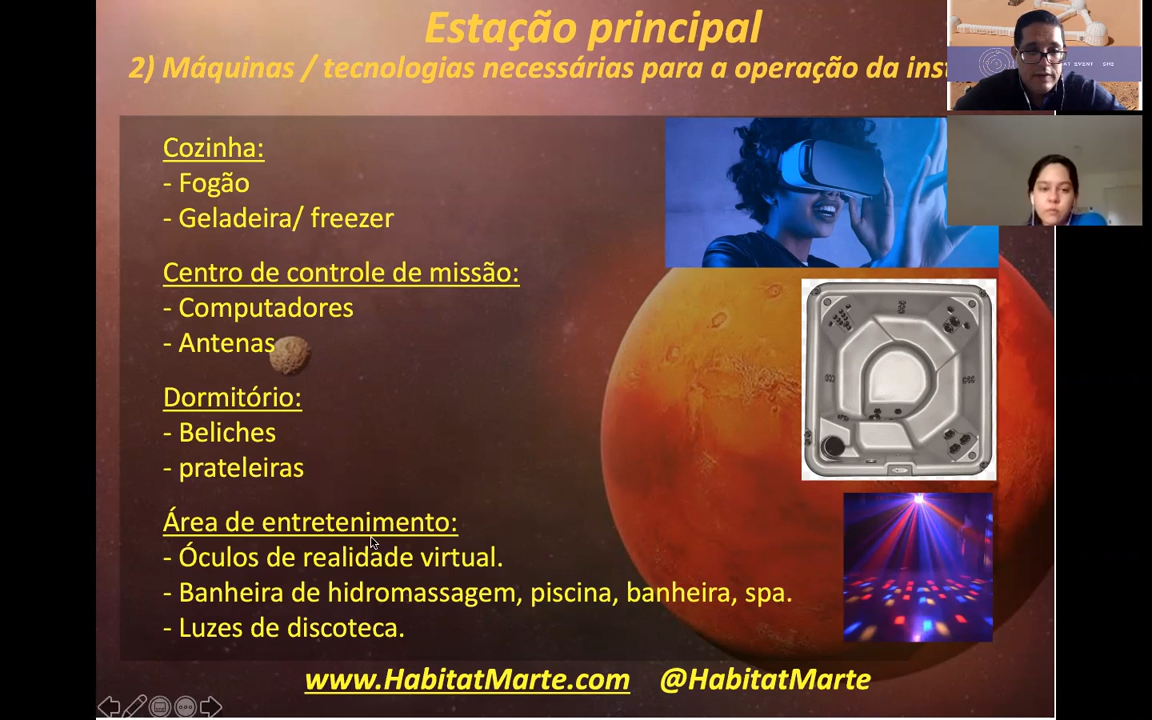 Estação principal
2) Máquinas / tecnologias necessárias para a operação da
Cozinha:
- Fogão
- Geladeira/ freezer
Centro de controle de missão:
- Computadores
- Antenas
Dormitório:
- Beliches
- prateleiras
Área de entretenimento:
- Óculos de realidade virtual.
- Banheira de hidromassagem, piscina, banheira, spa.
- Luzes de discoteca.
www.HabitatMarte.com @HabitatMarte